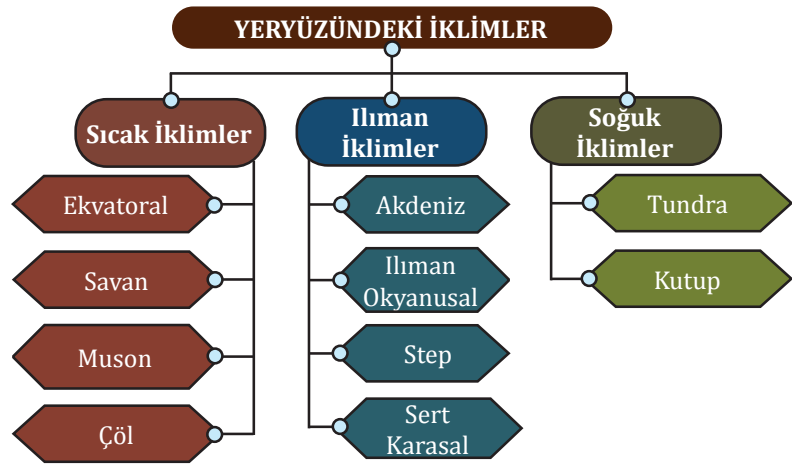 YERYÜZÜNDEKİ İKLİMLER
Sıcak İklimler
Ekvatoral
Savan
Muson
Çöl
Ilıman
İklimler
Akdeniz
Ilıman
Okyanusal
Step
Sert
Karasal
Soğuk
İklimler
Tundra
Kutup